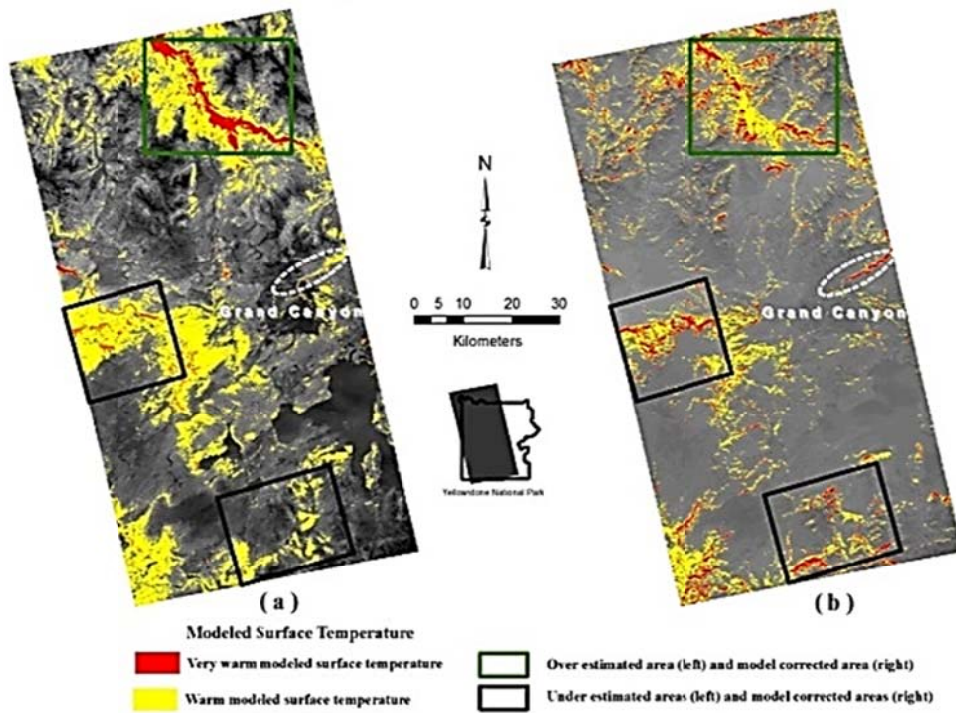 N
Grand Canyon
Grand Canyon
0 5 10 20 30
Kilometers
Yellowstone National Park
( a )
( b )
Modeled Surface Temperature
Very warm modeled surface temperature
Over estimated area (left) and model corrected area (right)
Warm modeled surface temperature
Under estimated areas (left) and model corrected areas (right)